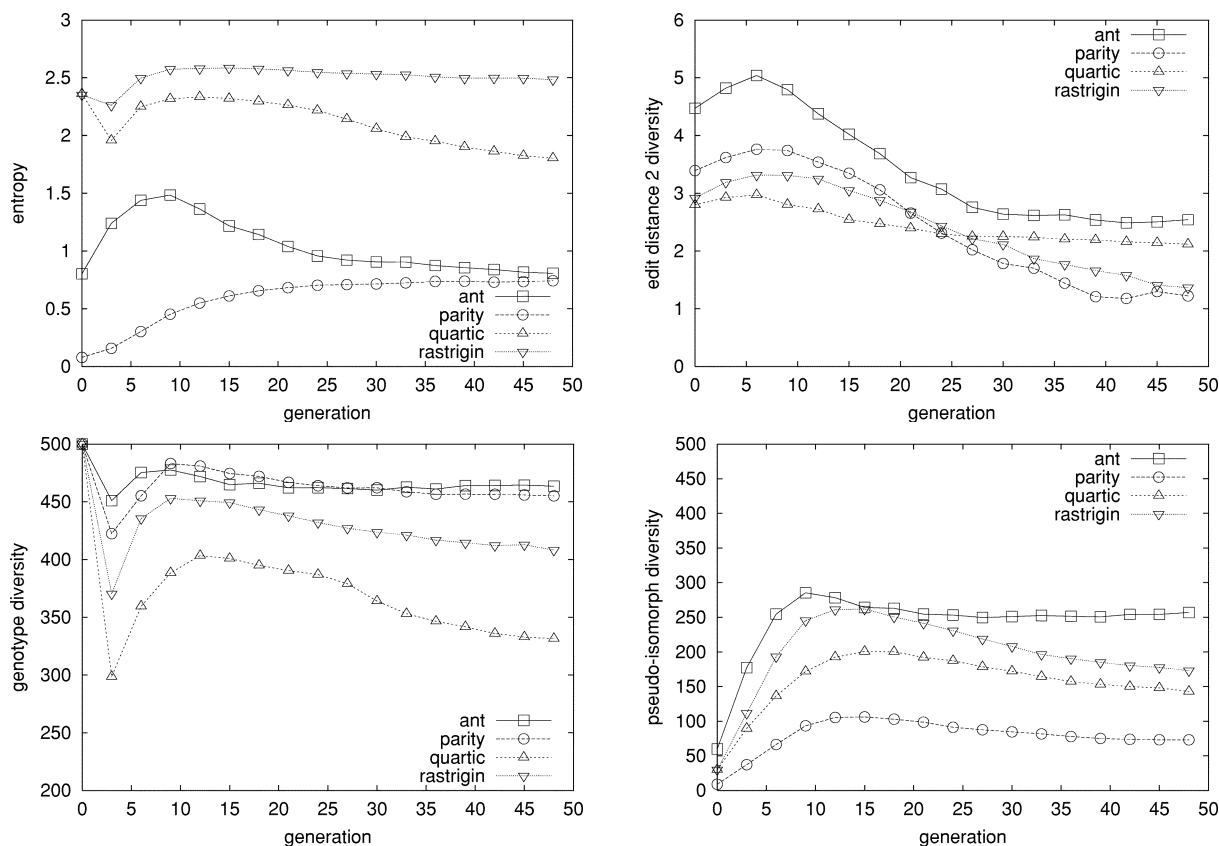 3
2.5
2
1.5
1
0.5
0
entropy
ant
parity
quartic
rastrigin
0 5 10 15 20 25 30 35 40 45 50
generation
6
5
4
3
2
1
0
edit distance 2 diversity
ant
parity
quartic
rastrigin
0 5 10 15 20 25 30 35 40 45 50
generation
500
450
400
350
300
250
200
genotype diversity
ant
parity
quartic
rastrigin
0 5 10 15 20 25 30 35 40 45 50
generation
500
450
400
350
300
250
200
150
100
50
0
pseudo-isomorph diversity
ant
parity
quartic
rastrigin
0 5 10 15 20 25 30 35 40 45 50
generation